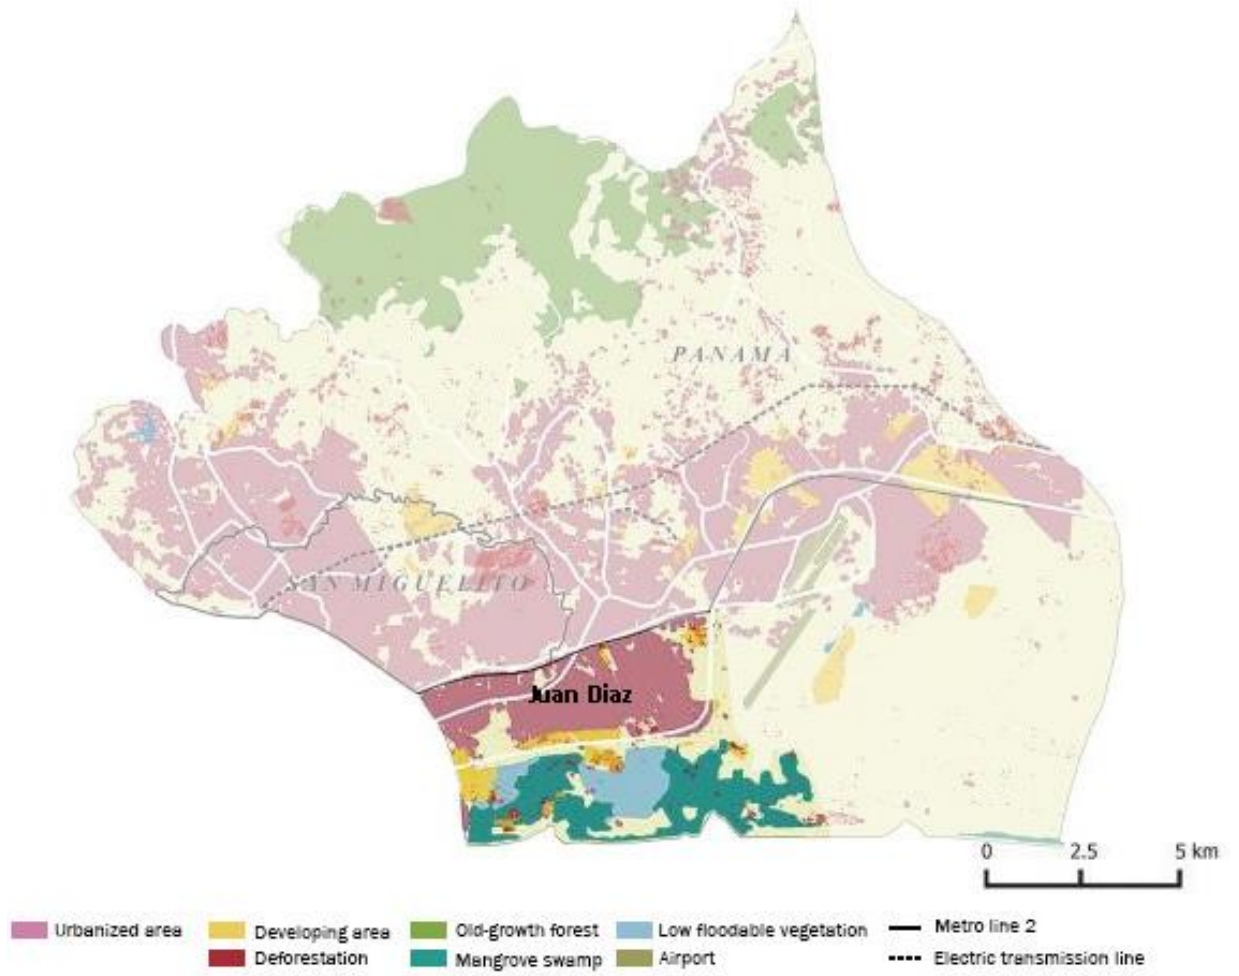 PANAMA
SAN MIGUELITO
Juan Diaz
0 2.5 5 km
Urbanized area
Developing area
Old-growth forest
Low floodable vegetation
Metro line 2
Deforestation
Mangrove swamp
Airport
Electric transmission line